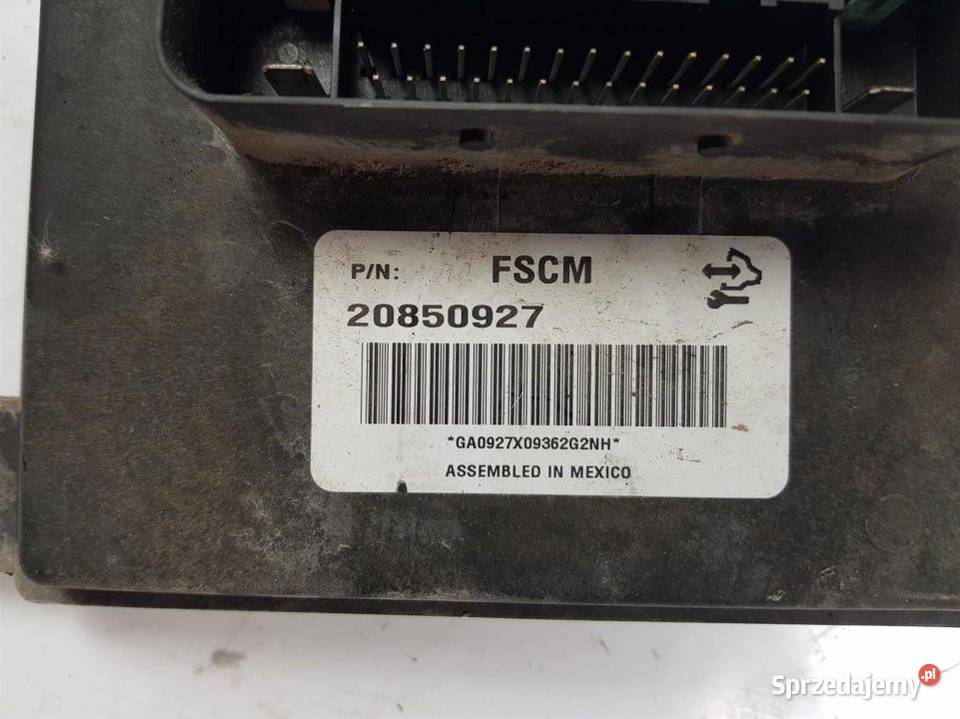 P/N: FSCM
20850927
*GA0927X09362G2NH*
ASSEMBLED IN MEXICO
Sprzedajemy.pl